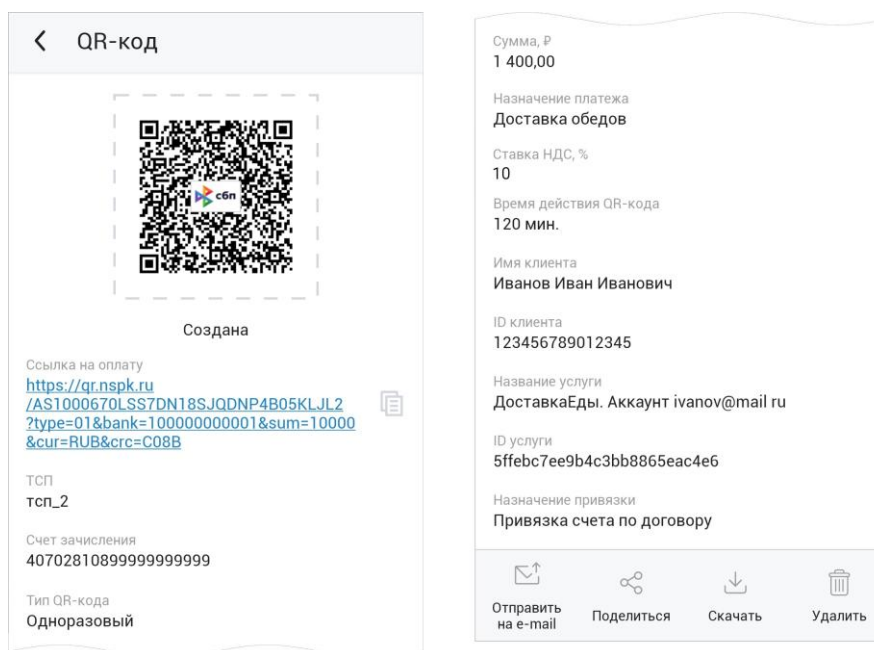 QR-код
сбп
Создана
Ссылка на оплату
https://qr.nspk.ru
/AS1000670LSS7DN18SJQDNP4B05KLJL2
?type=01&bank=100000000001&sum=10000
&cur=RUB&crc=C08B
ТСП
тсп_2
Счет зачисления
40702810899999999999
Тип QR-кода
Одноразовый
Сумма, ₽
1 400,00
Назначение платежа
Доставка обедов
Ставка НДС, %
10
Время действия QR-кода
120 мин.
Имя клиента
Иванов Иван Иванович
ID клиента
123456789012345
Название услуги
ДоставкаЕды. Аккаунт ivanov@mail ru
ID услуги
5ffebc7ee9b4c3bb8865eac4e6
Назначение привязки
Привязка счета по договору
Отправить
на e-mail
Поделиться
Скачать
Удалить